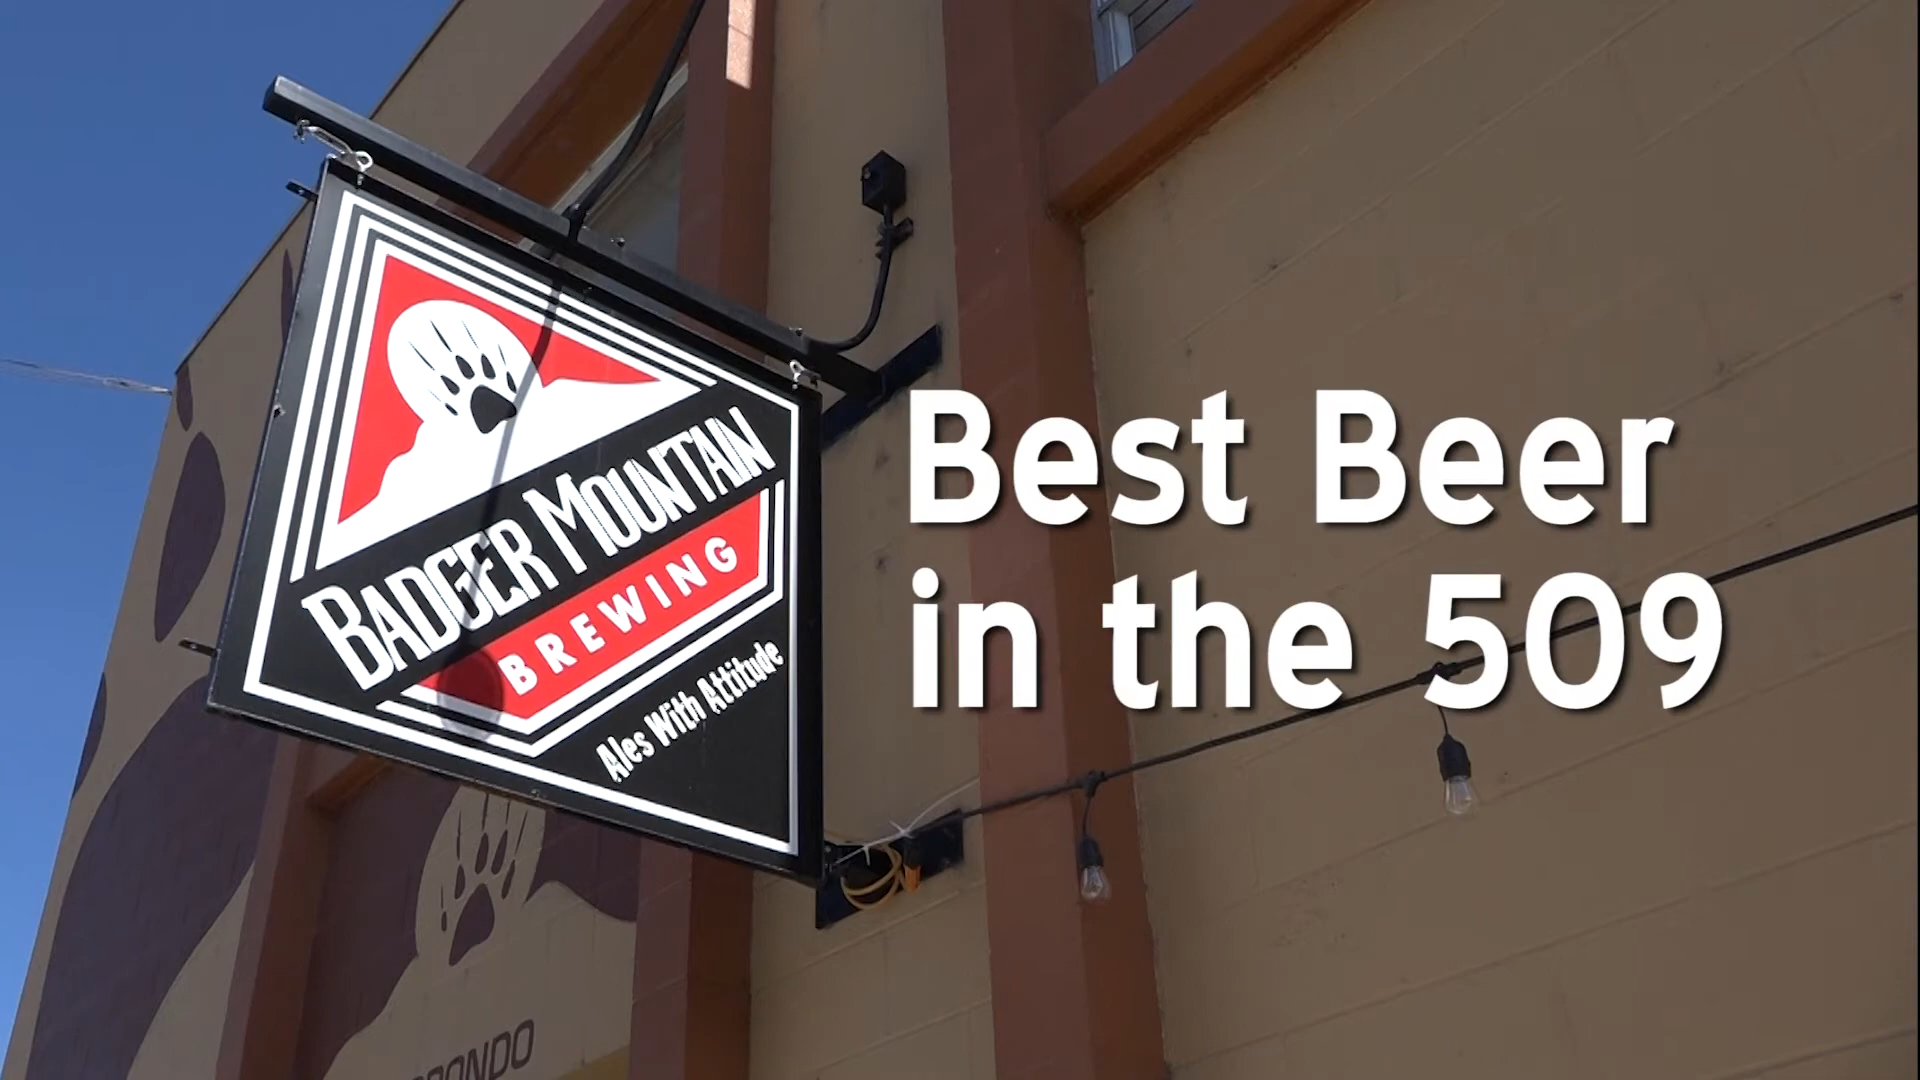 BADGER MOUNTAIN
BREWING
Ales With Attitude
Best Beer
in the 509